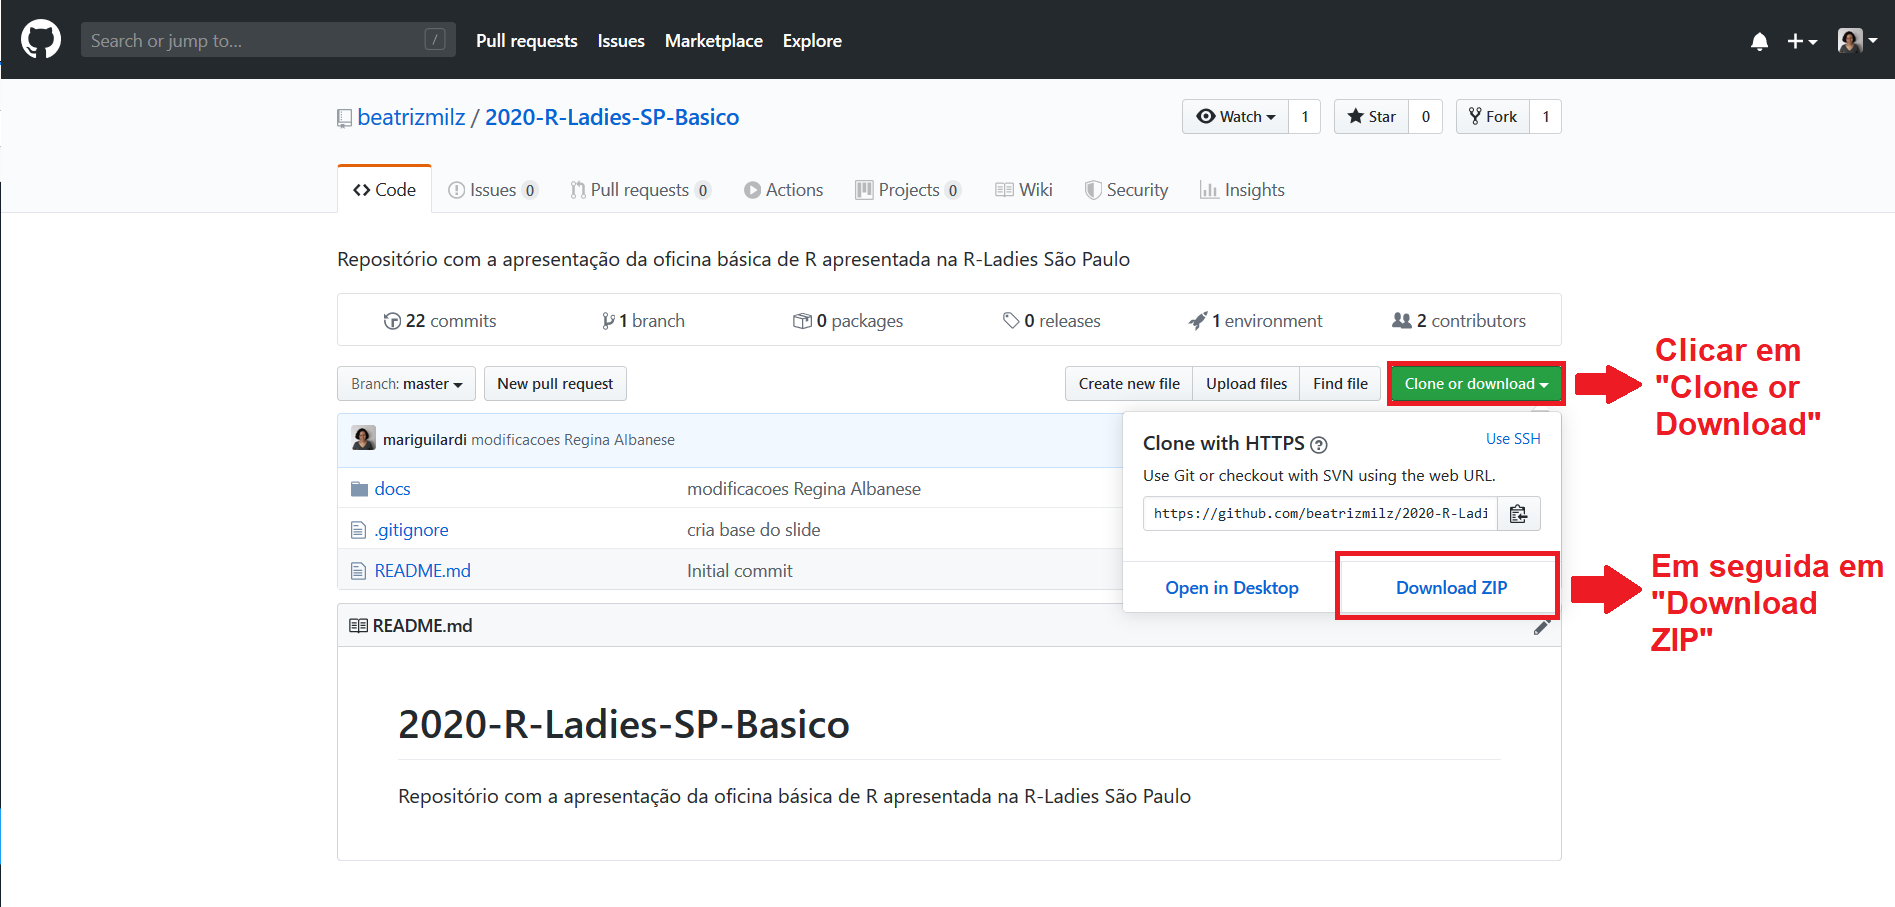 Search or jump to... /
Pull requests Issues Marketplace Explore
beatrizmilz / 2020-R-Ladies-SP-Basico
Watch 1 Star 0 Fork 1
Code Issues 0 Pull requests 0 Actions Projects 0 Wiki Security Insights
Repositório com a apresentação da oficina básica de R apresentada na R-Ladies São Paulo
22 commits 1 branch 0 packages 0 releases 1 environment 2 contributors
Branch: master New pull request Create new file Upload files Find file Clone or download
Clicar em
"Clone or
Download"
mariguilardi modificacoes Regina Albanese
docs modificacoes Regina Albanese
.gitignore cria base do slide
README.md Initial commit
Clone with HTTPS ? Use SSH
Use Git or checkout with SVN using the web URL.
https://github.com/beatrizmilz/2020-R-Ladi
Open in Desktop Download ZIP
Em seguida em
"Download
ZIP"
README.md
2020-R-Ladies-SP-Basico
Repositório com a apresentação da oficina básica de R apresentada na R-Ladies São Paulo